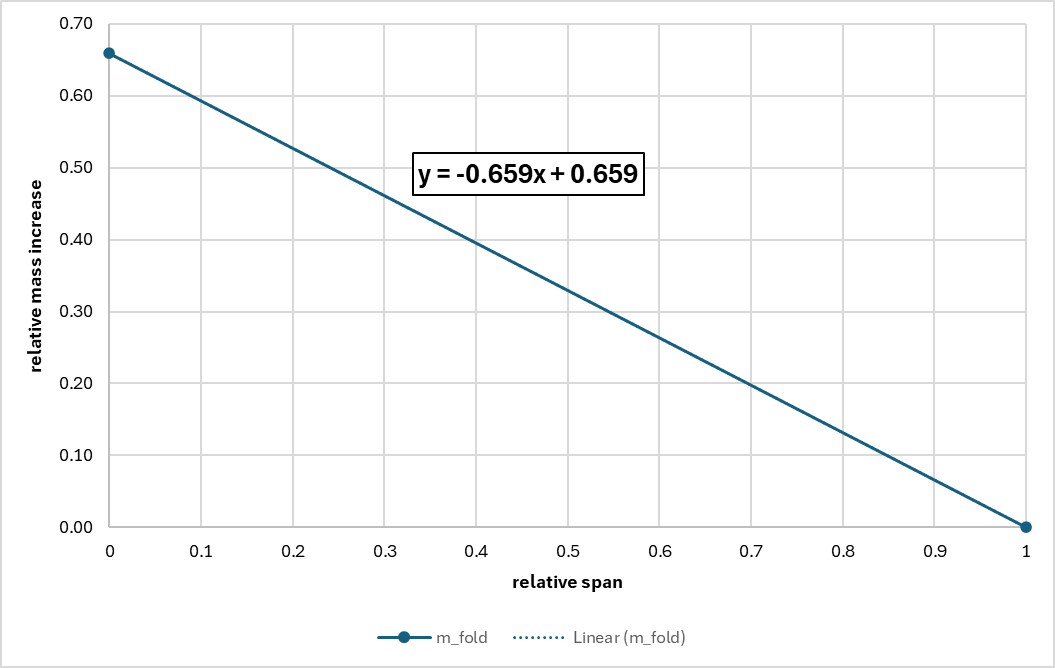 0.70
0.60
0.50
0.40
0.30
0.20
0.10
0.00
relative mass increase
y = -0.659x + 0.659
0 0.1 0.2 0.3 0.4 0.5 0.6 0.7 0.8 0.9 1
relative span
m_fold Linear (m_fold)